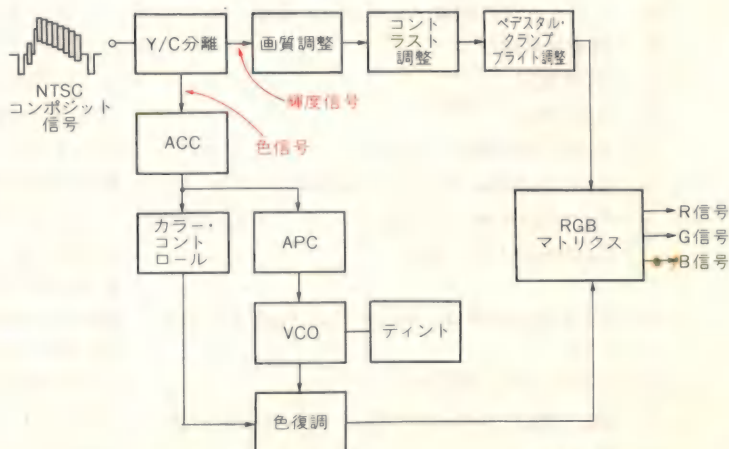 NTSC
コンポジット
信号
Y/C分離
画質調整
コント
ラスト
調整
ペデスタル・
クランプ
ブライト調整
輝度信号
色信号
ACC
カラー・
コント
ロール
APC
VCO
ティント
色復調
RGB
マトリクス
R信号
G信号
B信号